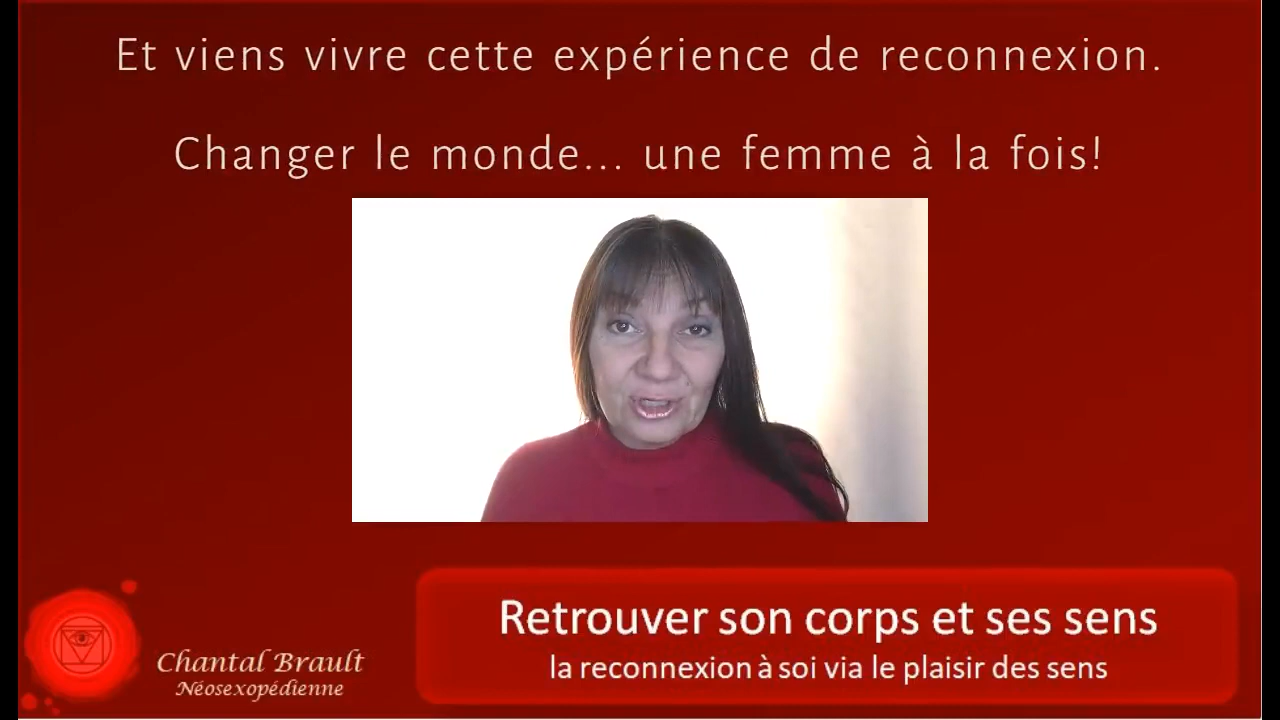 Et viens vivre cette expérience de reconnexion.
Changer le monde... une femme à la fois!
Retrouver son corps et ses sens
la reconnexion à soi via le plaisir des sens
Chantal Brault
Néosexopédienne